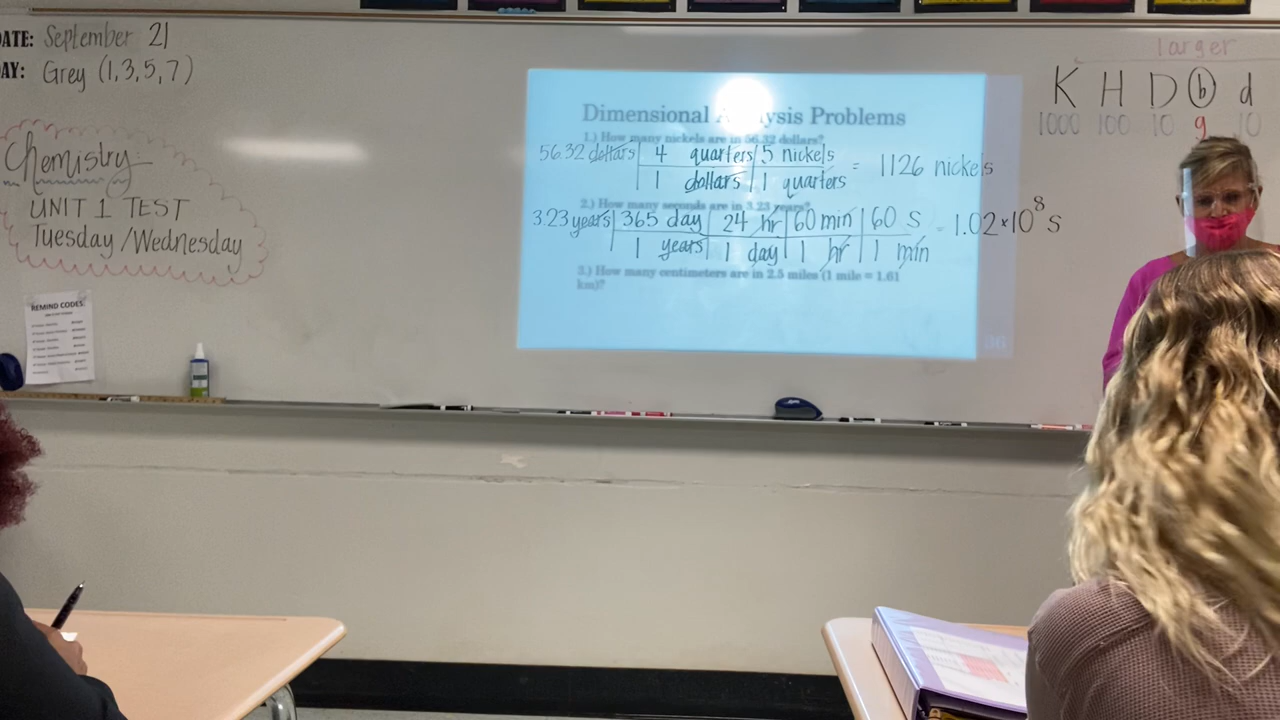 DATE: September 21
DAY: Grey (1,3,5,7)
Chemistry
UNIT 1 TEST
Tuesday/Wednesday
REMIND CODES:
Dimensional Analysis Problems
1.) How many nickels are in 56.32 dollars?
56.32 dollars 4 quarters 5 nickels = 1126 nickels
1 dollars 1 quarters
2.) How many seconds are in 3.23 years?
3.23 years 365 day 24 hr 60 min 60 s = 1.02×10⁸ s
1 years 1 day 1 hr 1 min
3.) How many centimeters are in 2.5 miles (1 mile = 1.61
km)?
36
larger
K H D b d
1000 100 10 g 10